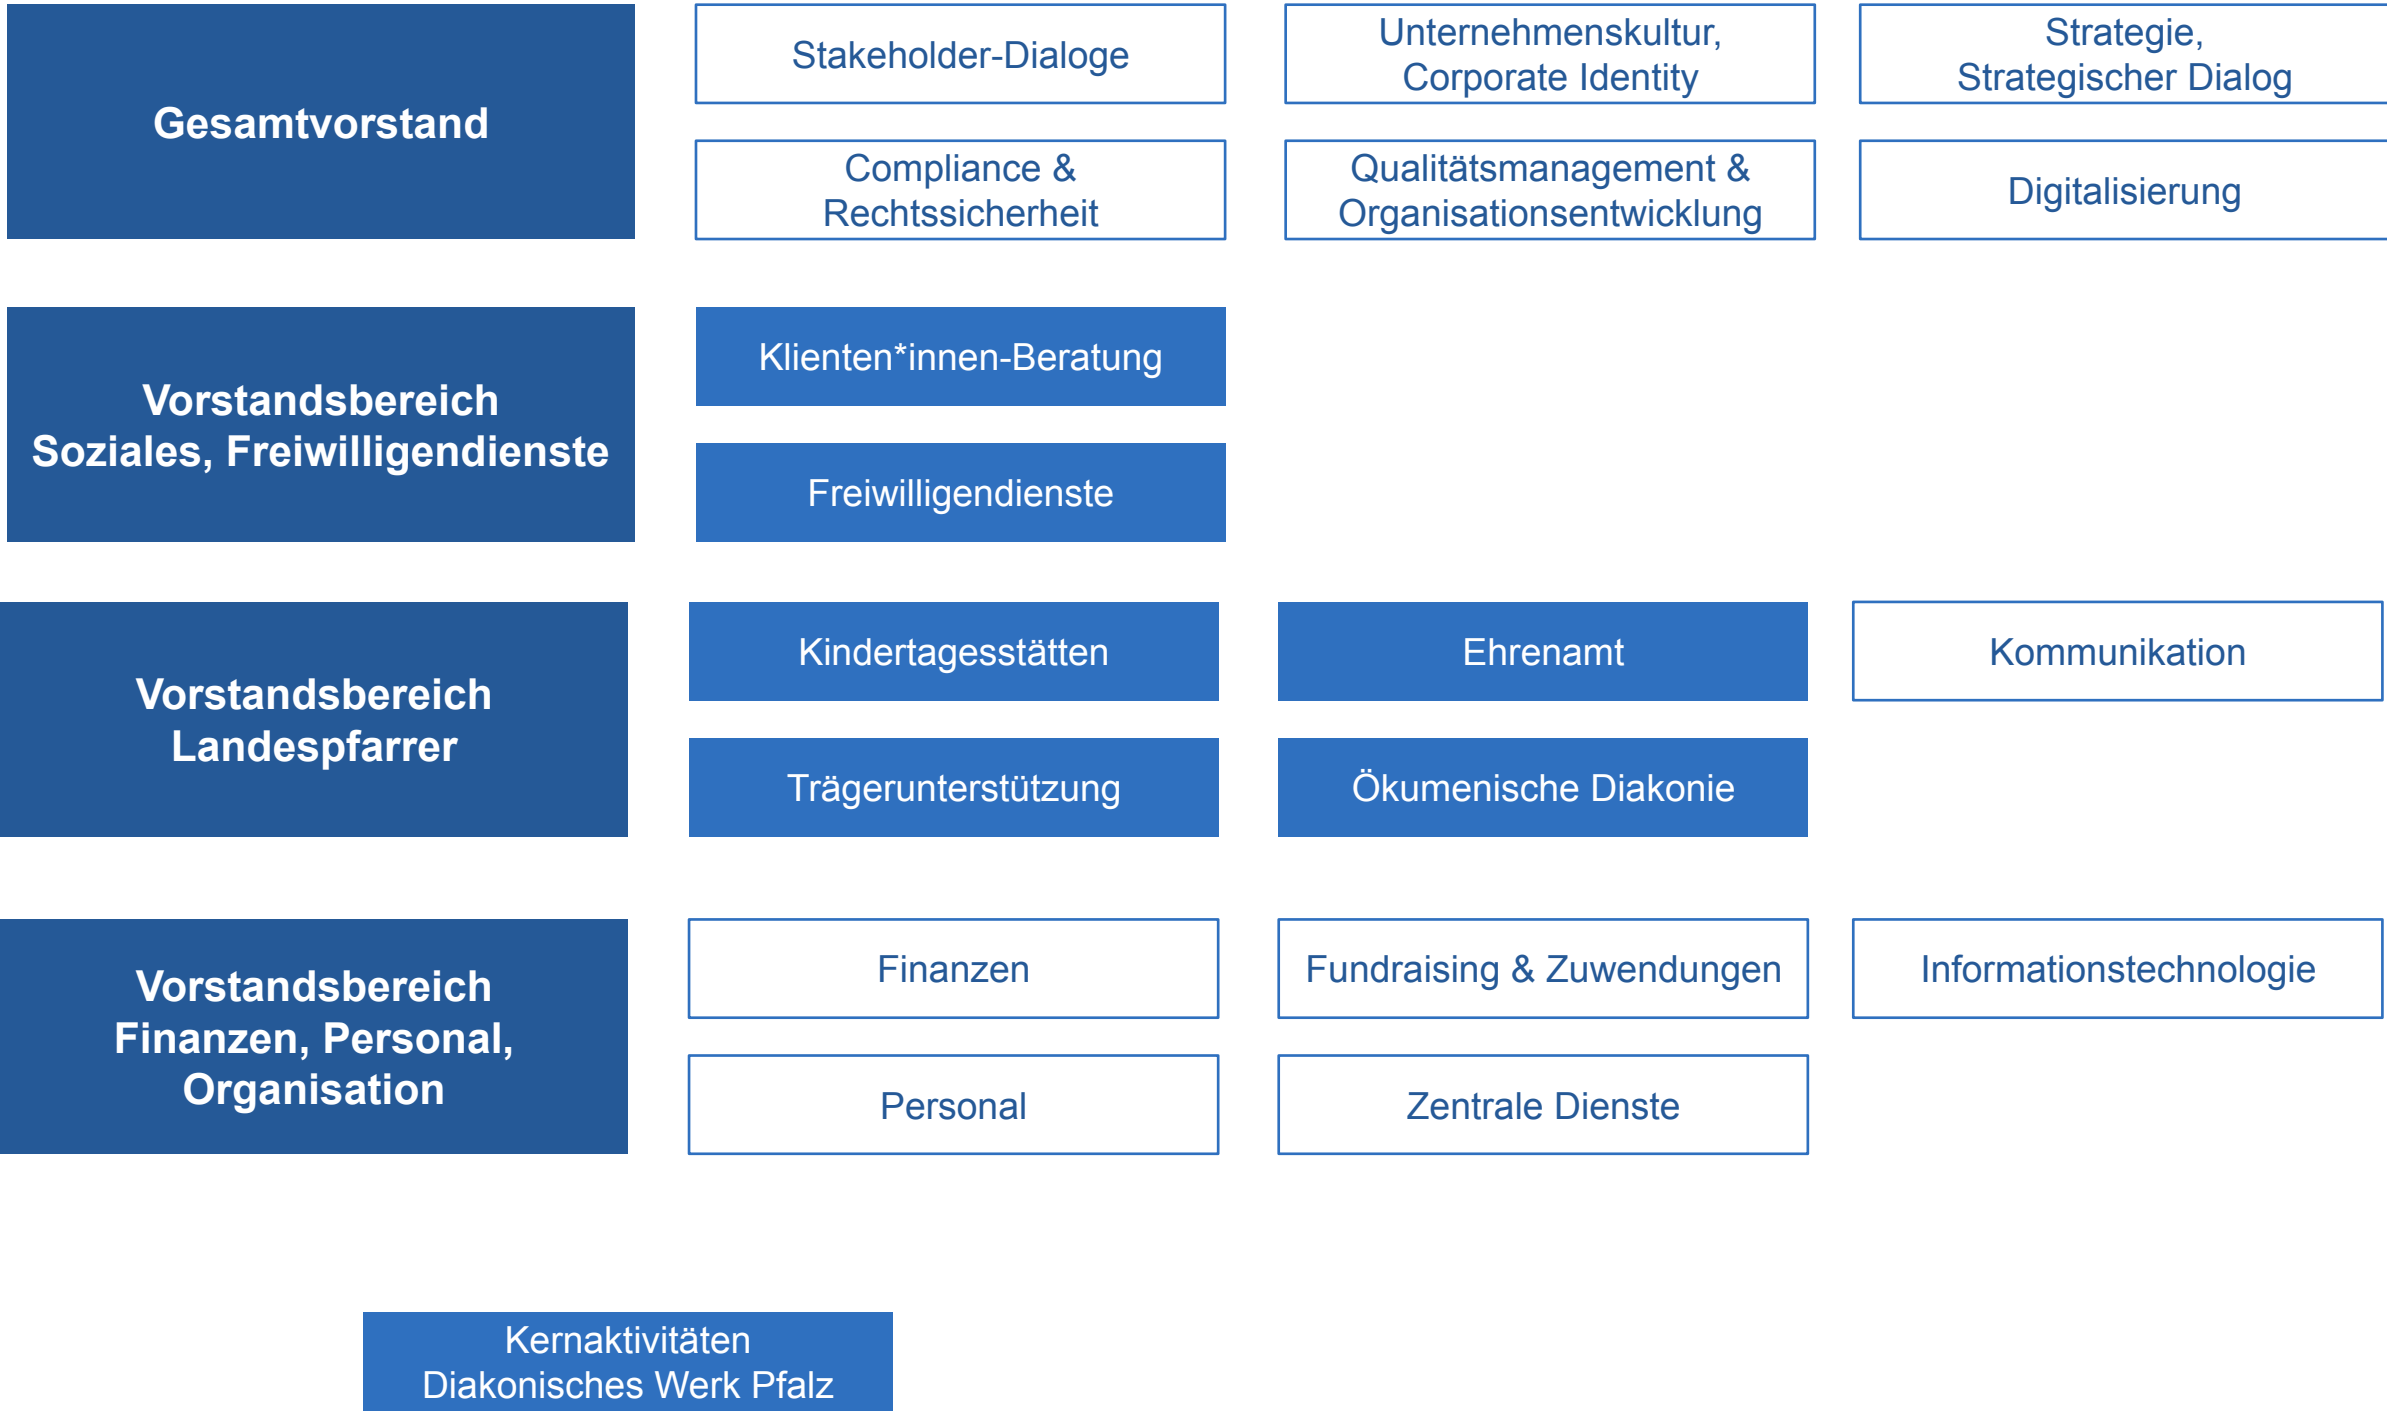 Gesamtvorstand
Stakeholder-Dialoge
Unternehmenskultur,
Corporate Identity
Strategie,
Strategischer Dialog
Compliance &
Rechtssicherheit
Qualitätsmanagement &
Organisationsentwicklung
Digitalisierung
Vorstandsbereich
Soziales, Freiwilligendienste
Klienten*innen-Beratung
Freiwilligendienste
Vorstandsbereich
Landespfarrer
Kindertagesstätten
Ehrenamt
Kommunikation
Trägerunterstützung
Ökumenische Diakonie
Vorstandsbereich
Finanzen, Personal,
Organisation
Finanzen
Fundraising & Zuwendungen
Informationstechnologie
Personal
Zentrale Dienste
Kernaktivitäten
Diakonisches Werk Pfalz